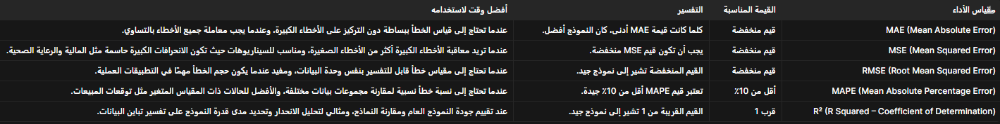 مقياس الأداء القيمة المناسبة التفسير أفضل وقت لاستخدامه
MAE (Mean Absolute Error) قيم منخفضة كلما كانت قيمة MAE أدنى، كان النموذج أفضل. عندما تحتاج إلى قياس الخطأ ببساطة دون التركيز على الأخطاء الكبيرة، وعندما يجب معاملة جميع الأخطاء بالتساوي.
MSE (Mean Squared Error) قيم منخفضة يجب أن تكون قيم MSE منخفضة. عندما تريد معاقبة الأخطاء الكبيرة أكثر من الأخطاء الصغيرة، ومناسب للسيناريوهات حيث تكون الانحرافات الكبيرة حاسمة مثل المالية والرعاية الصحية.
RMSE (Root Mean Squared Error) قيم منخفضة القيم المنخفضة تشير إلى نموذج جيد. عندما تحتاج إلى مقياس خطأ قابل للتفسير بنفس وحدة البيانات، ومفيد عندما يكون حجم الخطأ مهمًا في التطبيقات العملية.
MAPE (Mean Absolute Percentage Error) أقل من 10٪ تعتبر قيم MAPE أقل من 10٪ جيدة. عندما تحتاج إلى نسبة خطأ نسبية لمقارنة مجموعات بيانات مختلفة، والأفضل للحالات ذات المقياس المتغير مثل توقعات المبيعات.
R² (R Squared – Coefficient of Determination) قرب 1 القيم القريبة من 1 تشير إلى نموذج جيد. عند تقييم جودة النموذج العام ومقارنة النماذج، ومثالي لتحليل الانحدار وتحديد مدى قدرة النموذج على تفسير تباين البيانات.